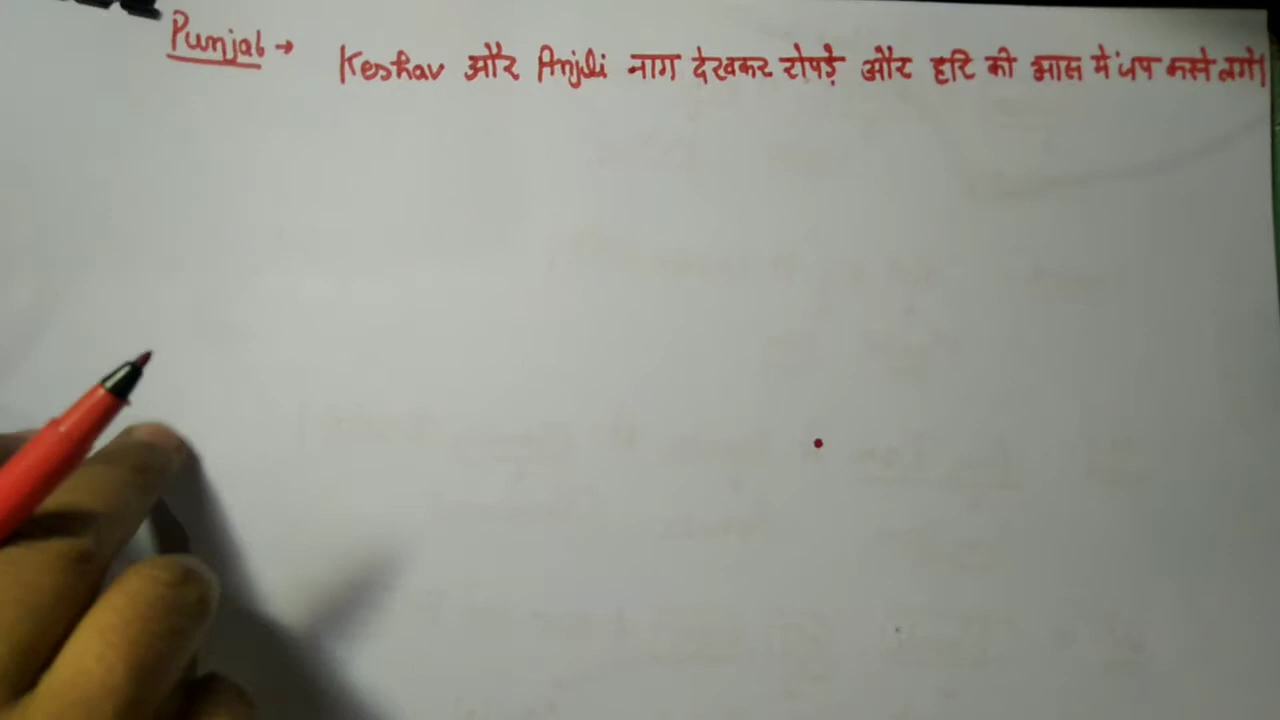 Punjab → Keshav और Anjli नाग देखकर रोपड़े और हरि की आस में जप करने लगे।